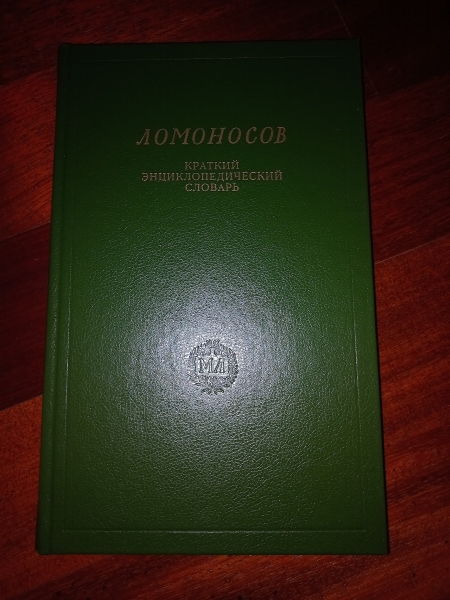 ЛОМОНОСОВ
КРАТКИЙ
ЭНЦИКЛОПЕДИЧЕСКИЙ
СЛОВАРЬ
МЛ